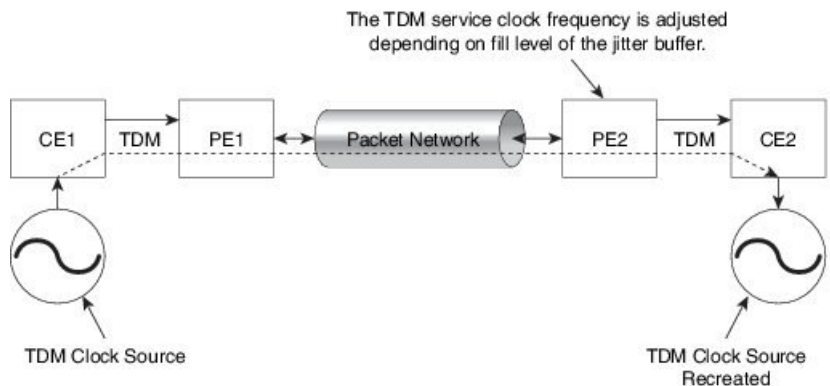 The TDM service clock frequency is adjusted
depending on fill level of the jitter buffer.
CE1
TDM
PE1
Packet Network
PE2
TDM
CE2
TDM Clock Source
TDM Clock Source
Recreated